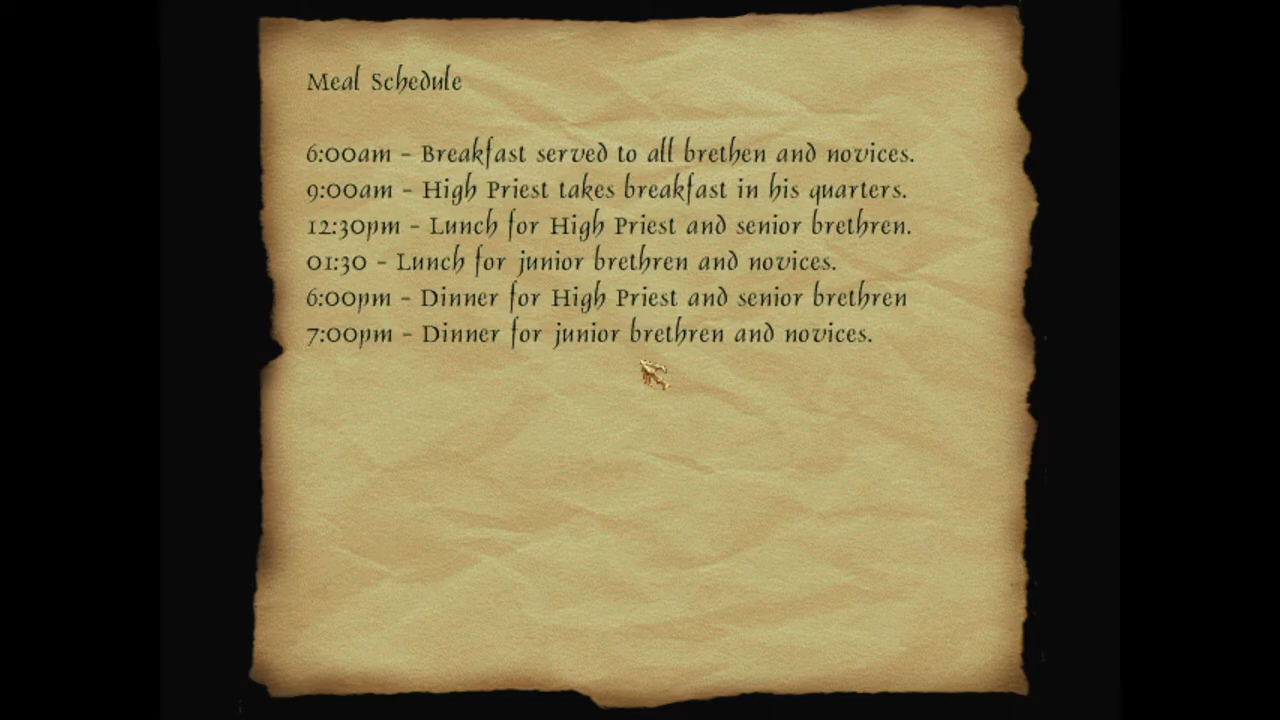 Meal Schedule
6:00am - Breakfast served to all brethen and novices.
9:00am - High Priest takes breakfast in his quarters.
12:30pm - Lunch for High Priest and senior brethren.
01:30 - Lunch for junior brethren and novices.
6:00pm - Dinner for High Priest and senior brethren
7:00pm - Dinner for junior brethren and novices.